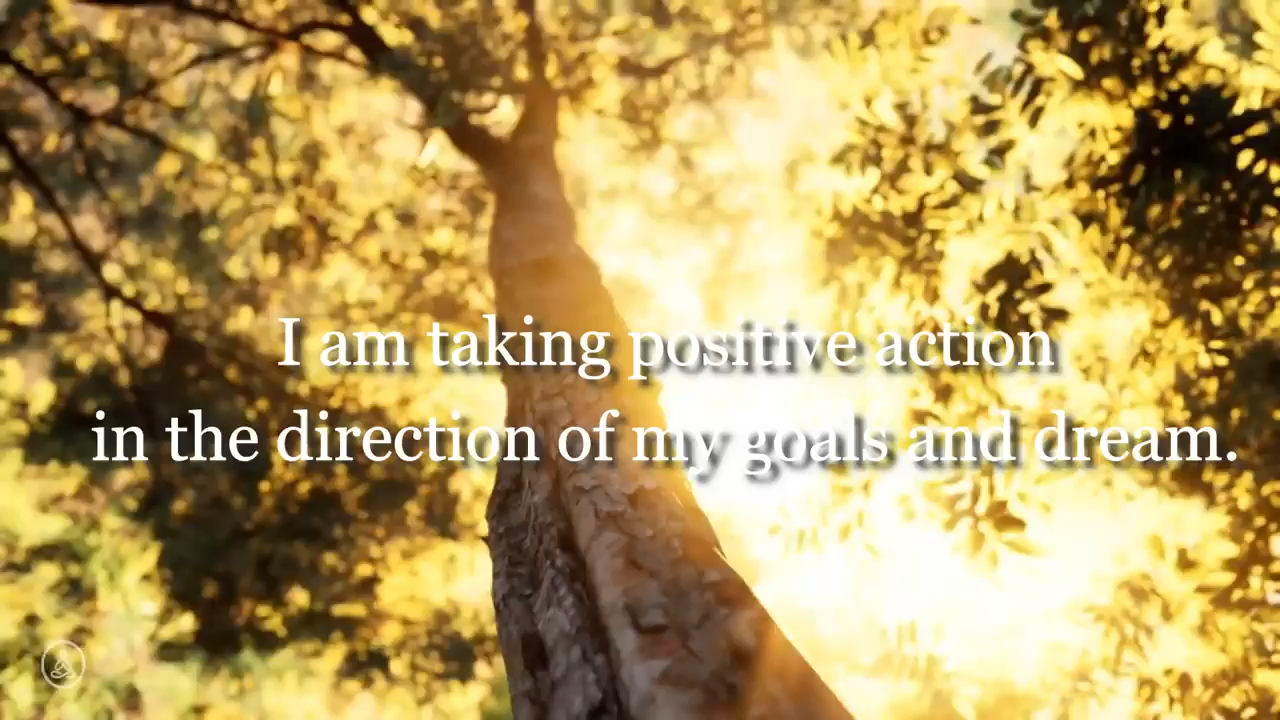 I am taking positive action
in the direction of my goals and dream.